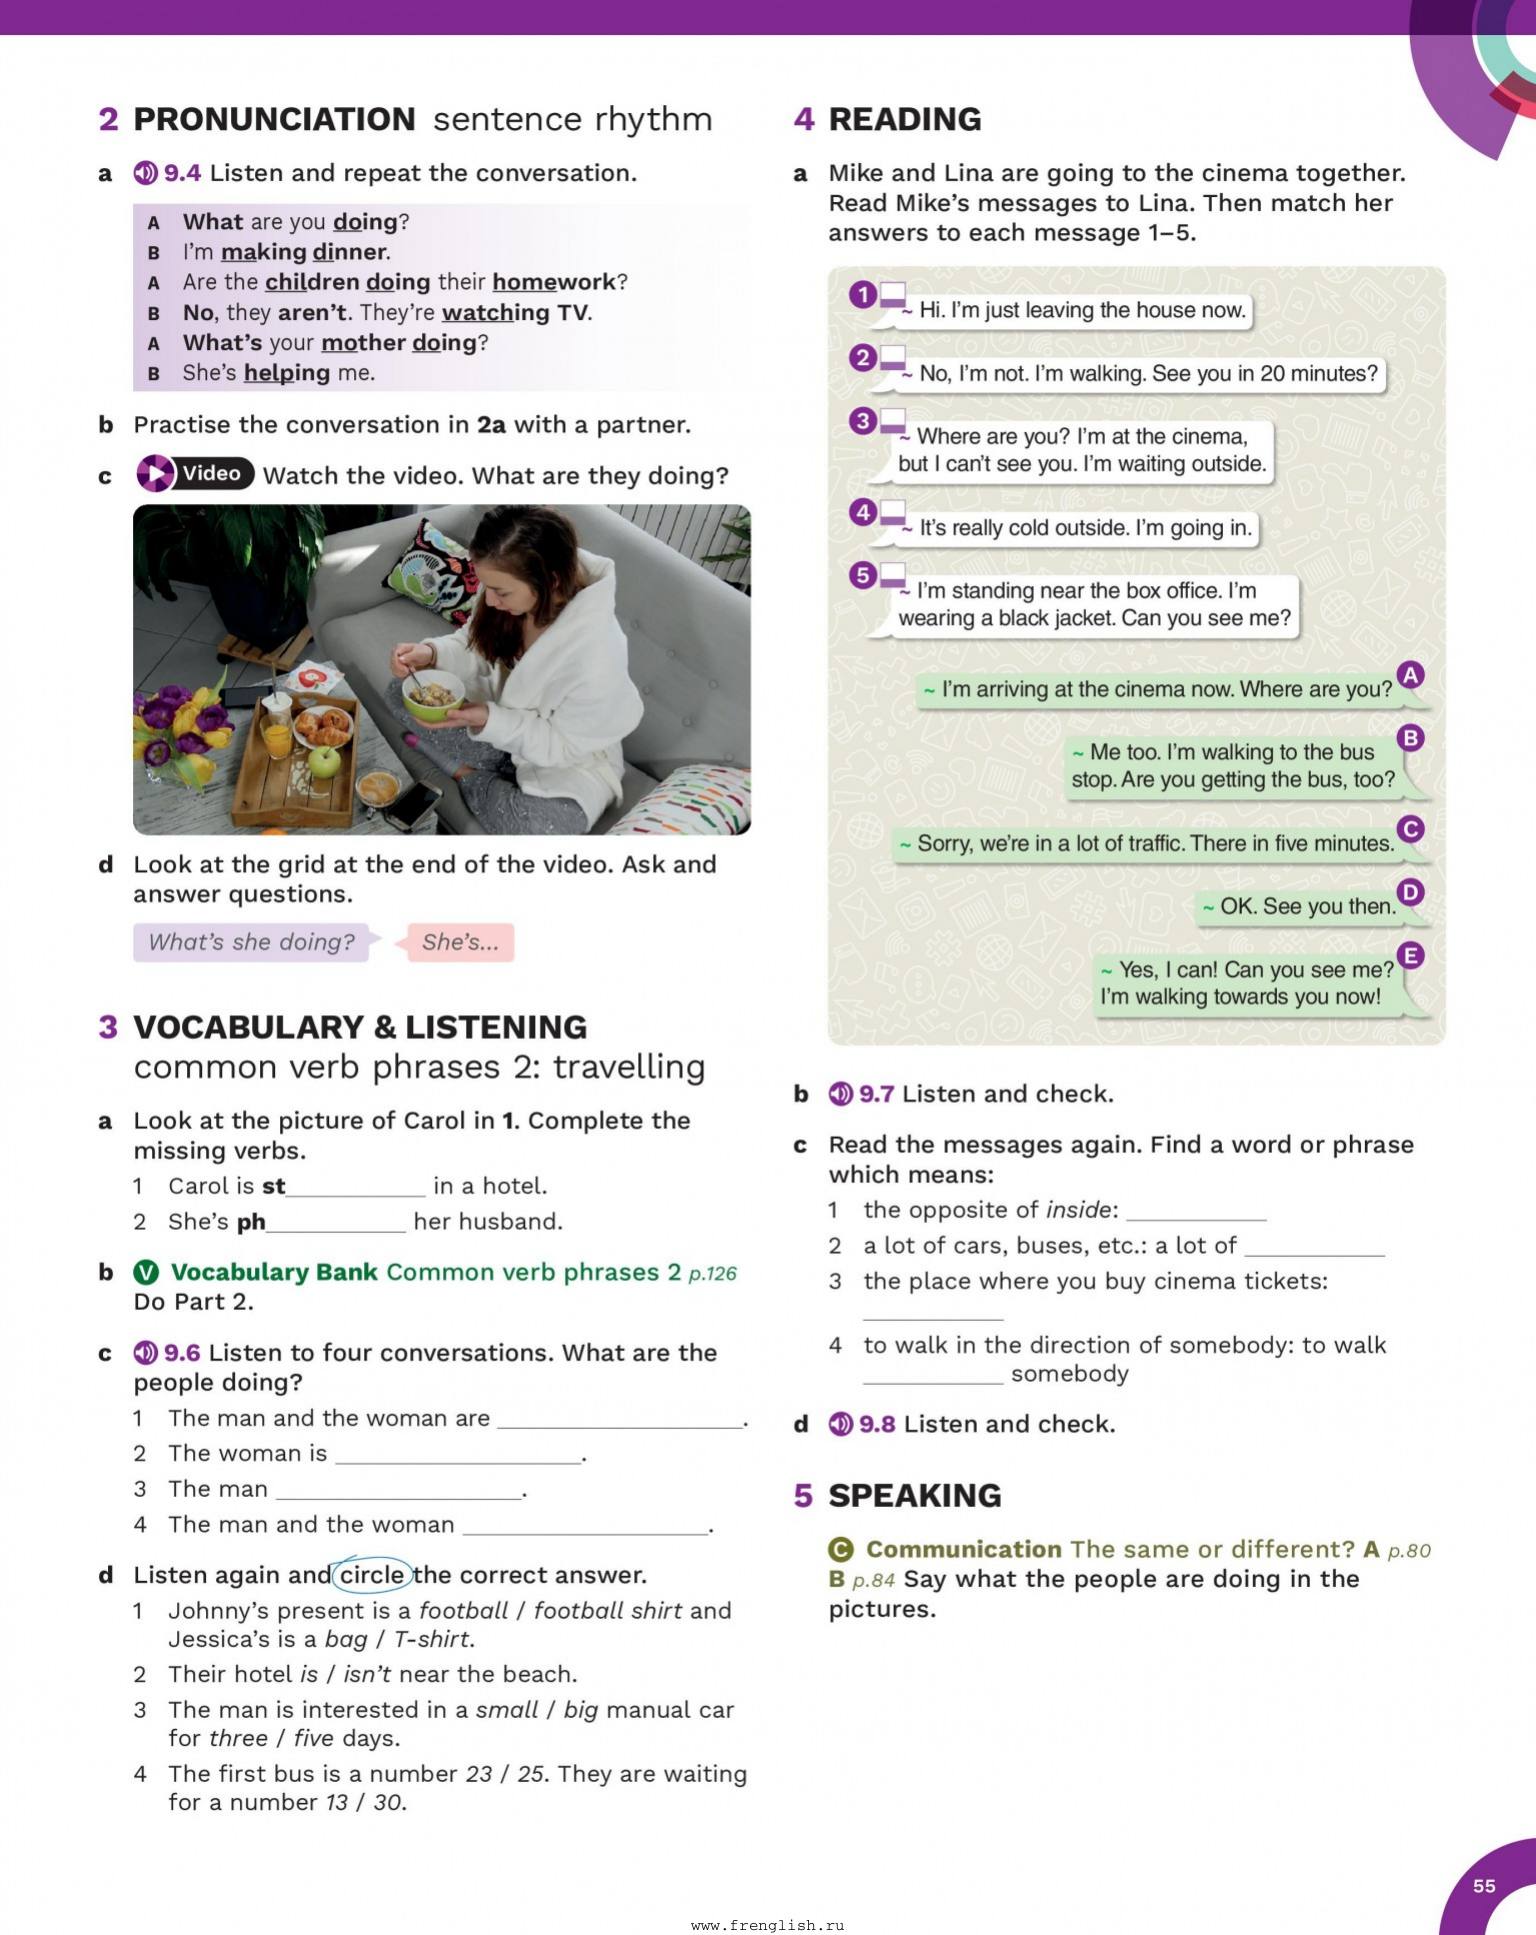 2 PRONUNCIATION sentence rhythm
a 9.4 Listen and repeat the conversation.
A What are you doing?
B I'm making dinner.
A Are the children doing their homework?
B No, they aren't. They're watching TV.
A What's your mother doing?
B She's helping me.
b Practise the conversation in 2a with a partner.
c Video Watch the video. What are they doing?
d Look at the grid at the end of the video. Ask and
answer questions.
What's she doing? She's...
3 VOCABULARY & LISTENING
common verb phrases 2: travelling
a Look at the picture of Carol in 1. Complete the
missing verbs.
1 Carol is st____________ in a hotel.
2 She's ph____________ her husband.
b V Vocabulary Bank Common verb phrases 2 p.126
Do Part 2.
c 9.6 Listen to four conversations. What are the
people doing?
1 The man and the woman are ____________________.
2 The woman is ____________________.
3 The man ____________________.
4 The man and the woman ____________________.
d Listen again and circle the correct answer.
1 Johnny's present is a football / football shirt and
Jessica's is a bag / T-shirt.
2 Their hotel is / isn't near the beach.
3 The man is interested in a small / big manual car
for three / five days.
4 The first bus is a number 23 / 25. They are waiting
for a number 13 / 30.
4 READING
a Mike and Lina are going to the cinema together.
Read Mike's messages to Lina. Then match her
answers to each message 1–5.
1 ~ Hi. I'm just leaving the house now.
2 ~ No, I'm not. I'm walking. See you in 20 minutes?
3 ~ Where are you? I'm at the cinema,
but I can't see you. I'm waiting outside.
4 ~ It's really cold outside. I'm going in.
5 ~ I'm standing near the box office. I'm
wearing a black jacket. Can you see me?
~ I'm arriving at the cinema now. Where are you? A
~ Me too. I'm walking to the bus B
stop. Are you getting the bus, too?
~ Sorry, we're in a lot of traffic. There in five minutes. C
~ OK. See you then. D
~ Yes, I can! Can you see me? E
I'm walking towards you now!
b 9.7 Listen and check.
c Read the messages again. Find a word or phrase
which means:
1 the opposite of inside: ____________
2 a lot of cars, buses, etc.: a lot of ____________
3 the place where you buy cinema tickets:
____________
4 to walk in the direction of somebody: to walk
____________ somebody
d 9.8 Listen and check.
5 SPEAKING
C Communication The same or different? A p.80
B p.84 Say what the people are doing in the
pictures.
55
www.frenglish.ru